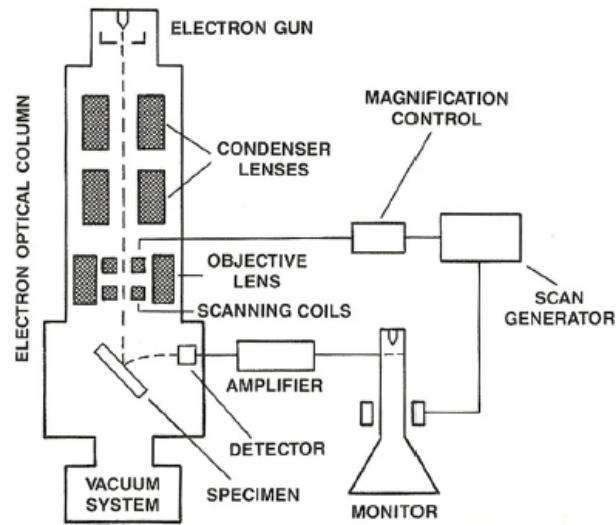 ELECTRON GUN
ELECTRON OPTICAL COLUMN
MAGNIFICATION
CONTROL
CONDENSER
LENSES
OBJECTIVE
LENS
SCANNING COILS
SCAN
GENERATOR
AMPLIFIER
DETECTOR
VACUUM
SYSTEM
SPECIMEN
MONITOR